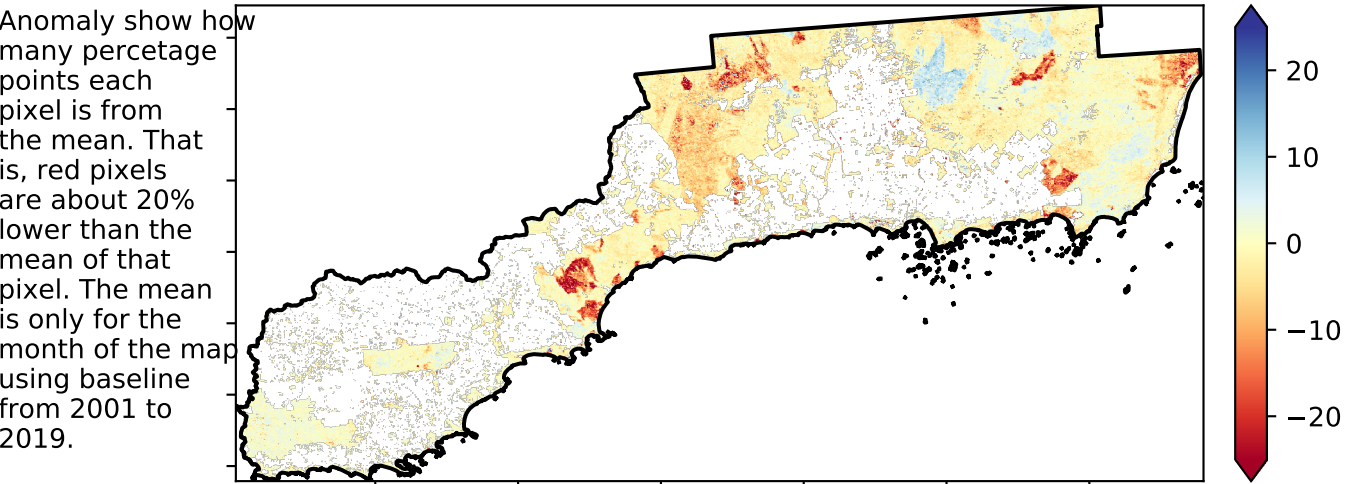 Anomaly show how
many percetage
points each
pixel is from
the mean. That
is, red pixels
are about 20%
lower than the
mean of that
pixel. The mean
is only for the
month of the map
using baseline
from 2001 to
2019.
20
10
0
−10
−20